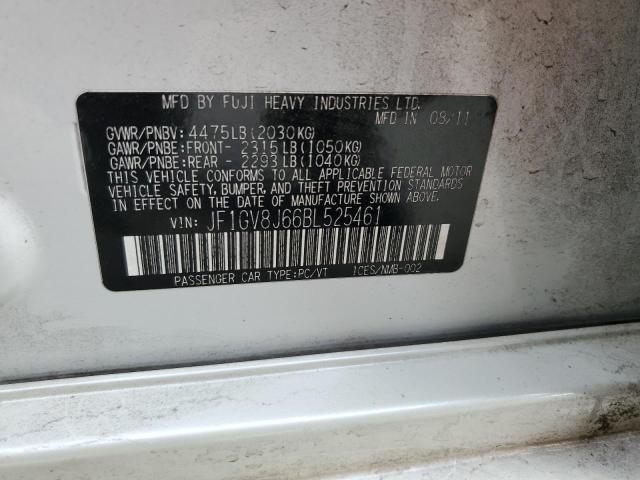 MFD BY FUJI HEAVY INDUSTRIES LTD.
MFD IN 08/11
GVWR/PNBV: 4475LB(2030KG)
GAWR/PNBE:FRONT- 2315LB(1050KG)
GAWR/PNBE:REAR - 2293LB(1040KG)
THIS VEHICLE CONFORMS TO ALL APPLICABLE FEDERAL MOTOR
VEHICLE SAFETY, BUMPER, AND THEFT PREVENTION STANDARDS
IN EFFECT ON THE DATE OF MANUFACTURE SHOWN ABOVE.
VIN: JF1GV8J66BL525461
PASSENGER CAR TYPE:PC/VT 1CES/NMB-002